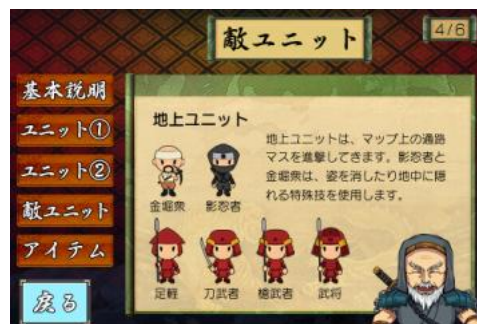 敵ユニット
4/6
基本説明
ユニット①
ユニット②
敵ユニット
アイテム
戻る
地上ユニット
地上ユニットは、マップ上の通路
マスを進撃してきます。影忍者と
金堀衆は、姿を消したり地中に隠
れる特殊技を使用します。
金堀衆 影忍者
足軽 刀武者 槍武者 武将